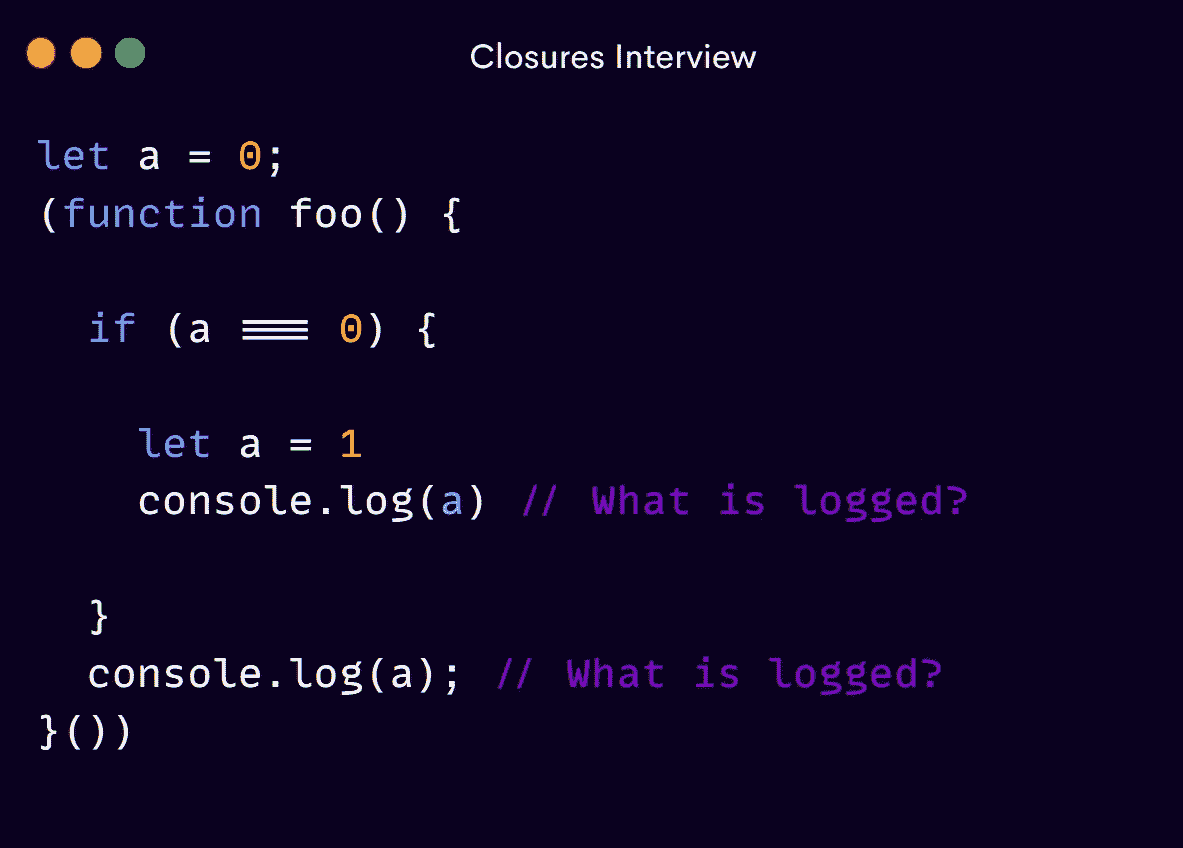 Closures Interview
let a = 0;
(function foo() {
if (a === 0) {
let a = 1
console.log(a) // What is logged?
}
console.log(a); // What is logged?
}())